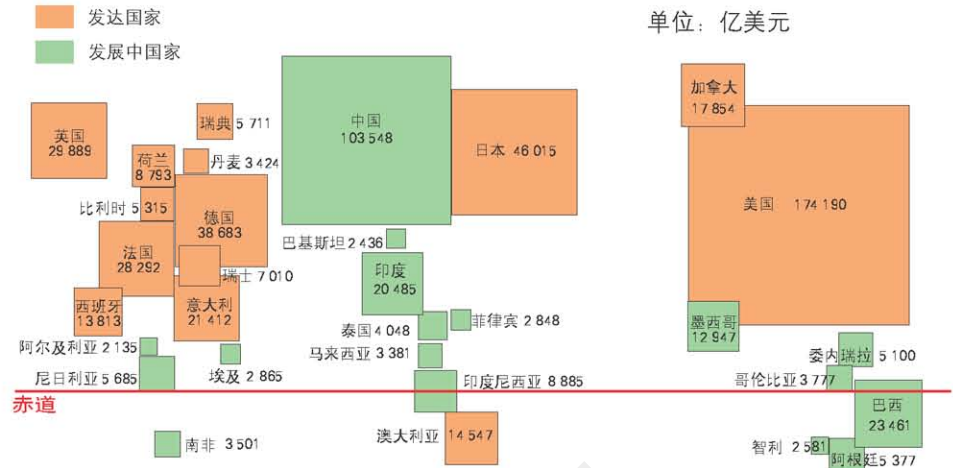 发达国家
发展中国家
单位：亿美元
英国
29 889
瑞典 5 711
荷兰
8 793
丹麦 3 424
比利时 5 315
德国
38 683
法国
28 292
瑞士 7 010
西班牙
13 813
意大利
21 412
阿尔及利亚 2 135
尼日利亚 5 685
埃及 2 865
中国
103 548
日本 46 015
巴基斯坦 2 436
印度
20 485
泰国 4 048
菲律宾 2 848
马来西亚 3 381
印度尼西亚 8 885
加拿大
17 854
美国 174 190
墨西哥
12 947
委内瑞拉 5 100
哥伦比亚 3 777
赤道
巴西
23 461
南非 3 501
澳大利亚 14 547
智利 2 581
阿根廷 5 377